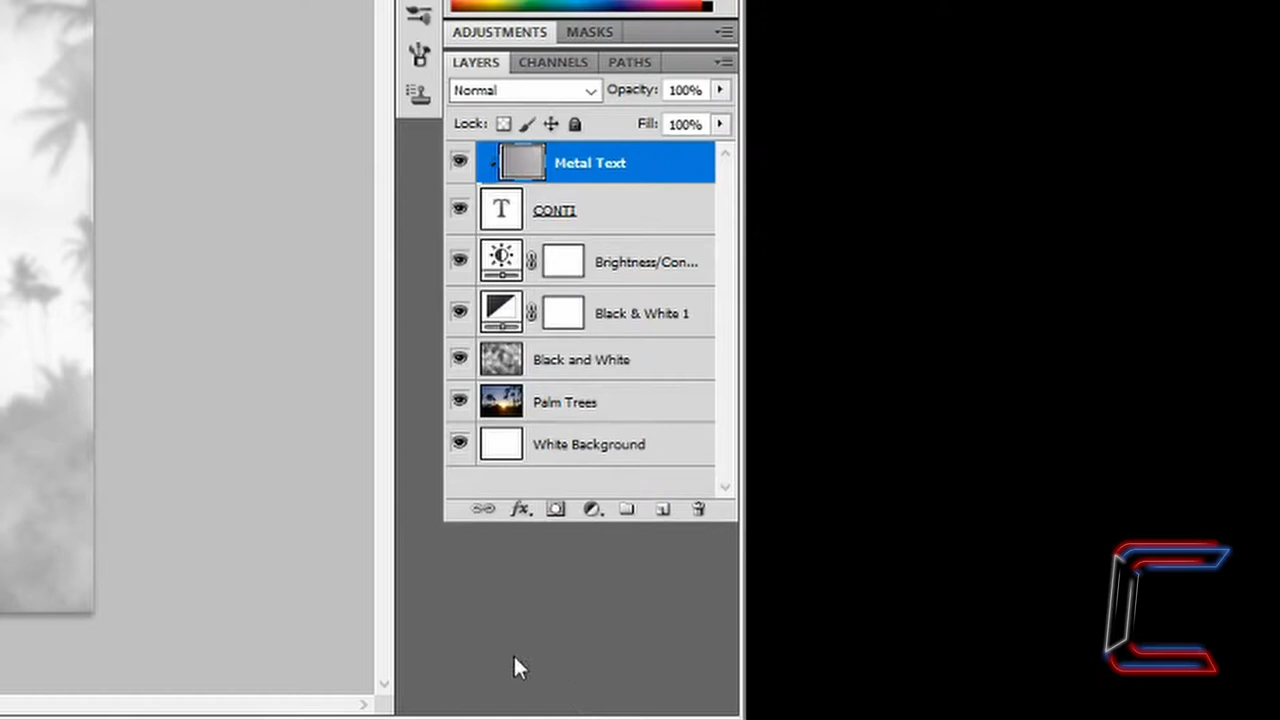 ADJUSTMENTS MASKS
LAYERS CHANNELS PATHS
Normal Opacity: 100%
Lock: Fill: 100%
Metal Text
T CONTI
Brightness/Con...
Black & White 1
Black and White
Palm Trees
White Background
fx.
C